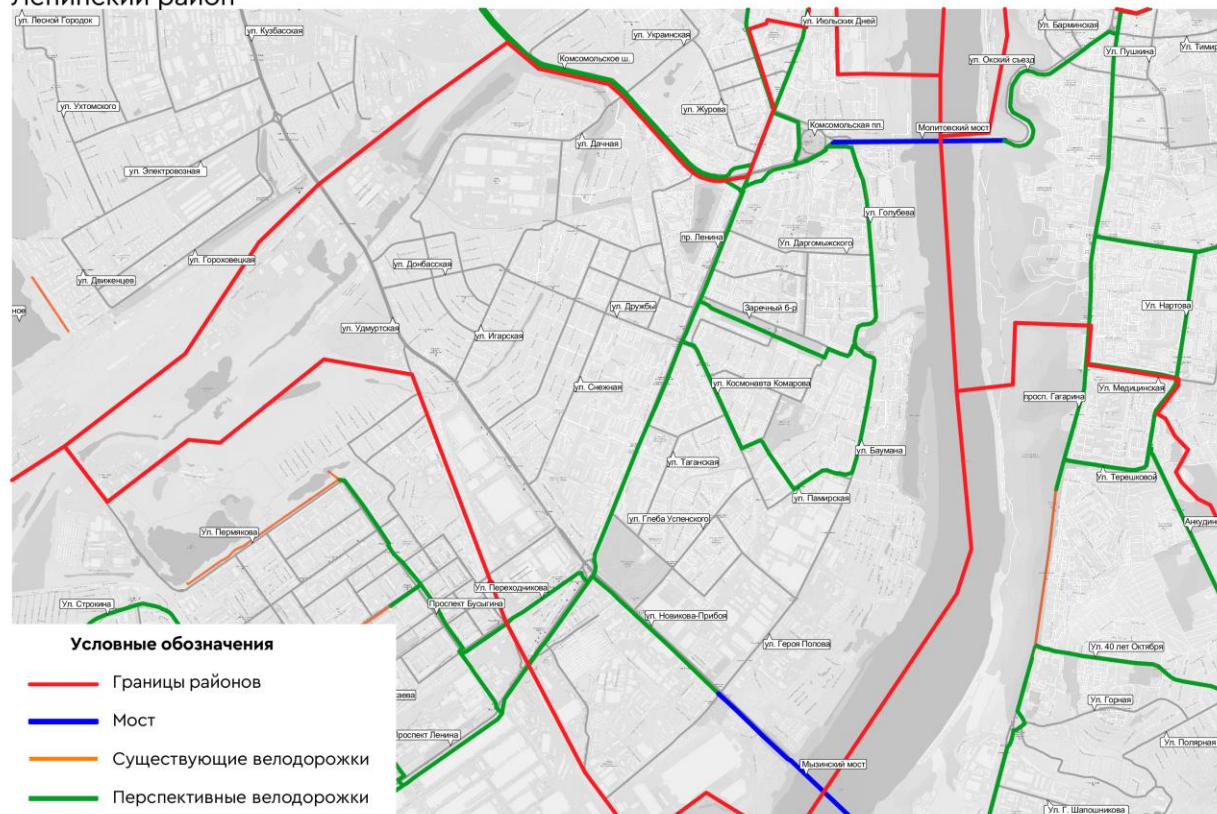 Ленинский район
ул. Лесной Городок
ул. Кузбасская
ул. Украинская
ул. Июльских Дней
Ул. Барминская
Ул. Пушкина
ул. Окский съезд
Комсомольское ш.
ул. Ухтомского
ул. Журова
Комсомольская пл.
Молитовский мост
ул. Дачная
ул. Электровозная
ул. Голубева
пр. Ленина
Ул. Даргомыжского
ул. Гороховецкая
ул. Донбасская
ул. Движенцев
ул. Дружбы
Заречный б-р
Ул. Нартова
ул. Удмуртская
ул. Игарская
ул. Снежная
ул. Космонавта Комарова
Ул. Медицинская
просп. Гагарина
ул. Баумана
ул. Таганская
Ул. Терешковой
ул. Памирская
ул. Глеба Успенского
Ул. Пермякова
Ул. Переходникова
Ул. Строкина
Проспект Бусыгина
ул. Новикова-Прибоя
ул. Героя Попова
Ул. 40 лет Октября
Ул. Горная
Проспект Ленина
Ул. Полярная
Мызинский мост
Ул. Г. Шапошникова
Условные обозначения
Границы районов
Мост
Существующие велодорожки
Перспективные велодорожки